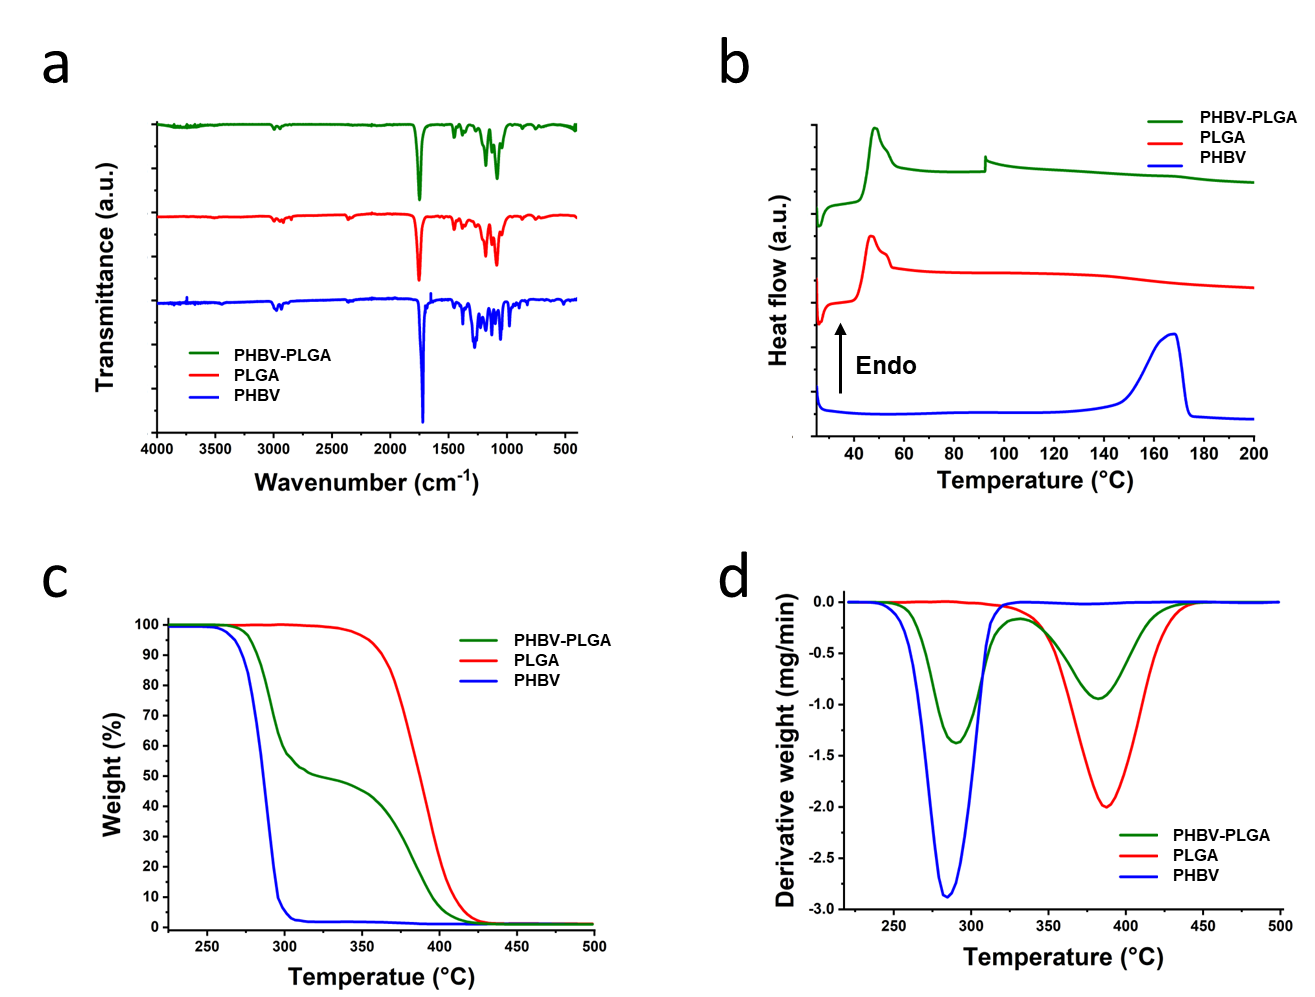 a
Transmittance (a.u.)
PHBV-PLGA
PLGA
PHBV
4000 3500 3000 2500 2000 1500 1000 500
Wavenumber (cm-1)
b
Heat flow (a.u.)
PHBV-PLGA
PLGA
PHBV
Endo
40 60 80 100 120 140 160 180 200
Temperature (°C)
c
Weight (%)
100
90
80
70
60
50
40
30
20
10
0
PHBV-PLGA
PLGA
PHBV
250 300 350 400 450 500
Temperatue (°C)
d
Derivative weight (mg/min)
0.0
-0.5
-1.0
-1.5
-2.0
-2.5
-3.0
PHBV-PLGA
PLGA
PHBV
250 300 350 400 450 500
Temperature (°C)